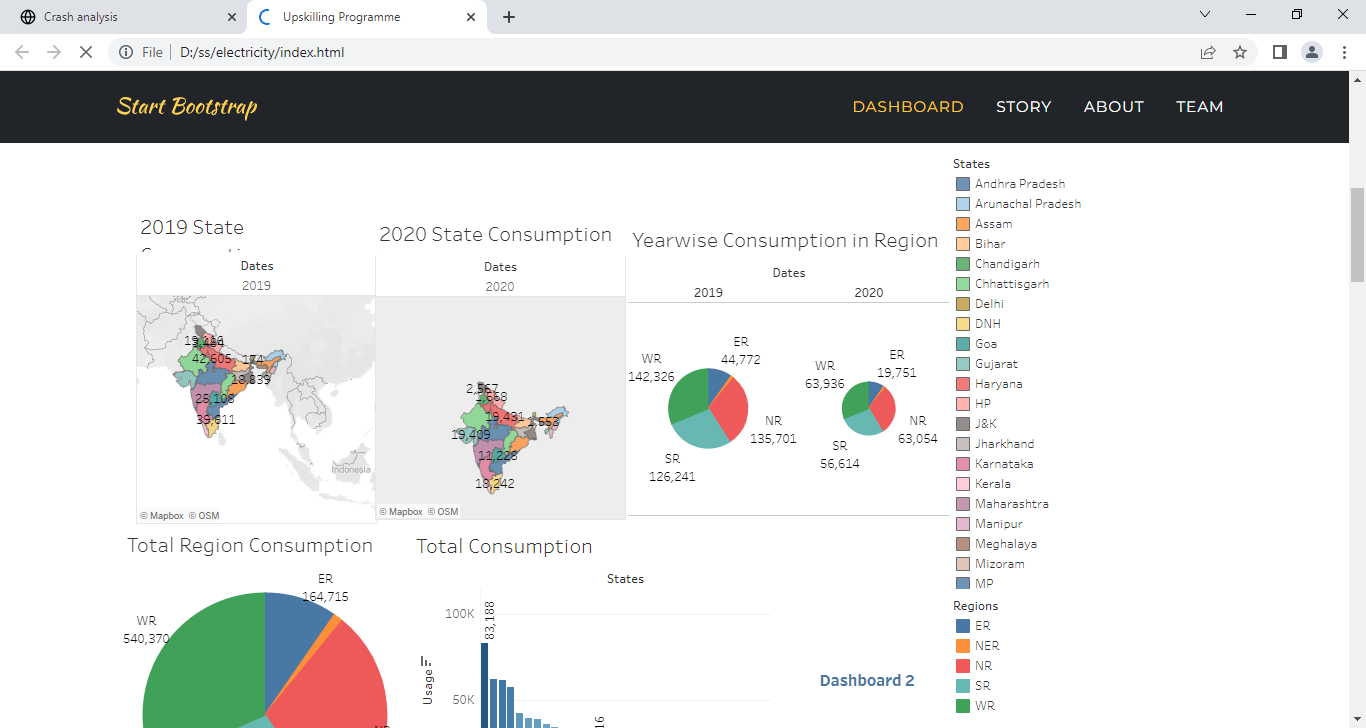 Crash analysis
Upskilling Programme
File
D:/ss/electricity/index.html
Start Bootstrap
DASHBOARD
STORY
ABOUT
TEAM
2019 State
Dates
2019
19,116
42,605
174
18,839
25,108
39,611
Indonesia
© Mapbox © OSM
2020 State Consumption
Dates
2020
2,567
1,668
19,431
1,553
19,409
11,228
18,242
© Mapbox © OSM
Yearwise Consumption in Region
Dates
2019
2020
ER
44,772
WR
142,326
NR
135,701
SR
126,241
ER
19,751
WR
63,936
NR
63,054
SR
56,614
Total Region Consumption
ER
164,715
WR
540,370
Total Consumption
States
100K
83,188
Usage
50K
16
Dashboard 2
States
Andhra Pradesh
Arunachal Pradesh
Assam
Bihar
Chandigarh
Chhattisgarh
Delhi
DNH
Goa
Gujarat
Haryana
HP
J&K
Jharkhand
Karnataka
Kerala
Maharashtra
Manipur
Meghalaya
Mizoram
MP
Regions
ER
NER
NR
SR
WR